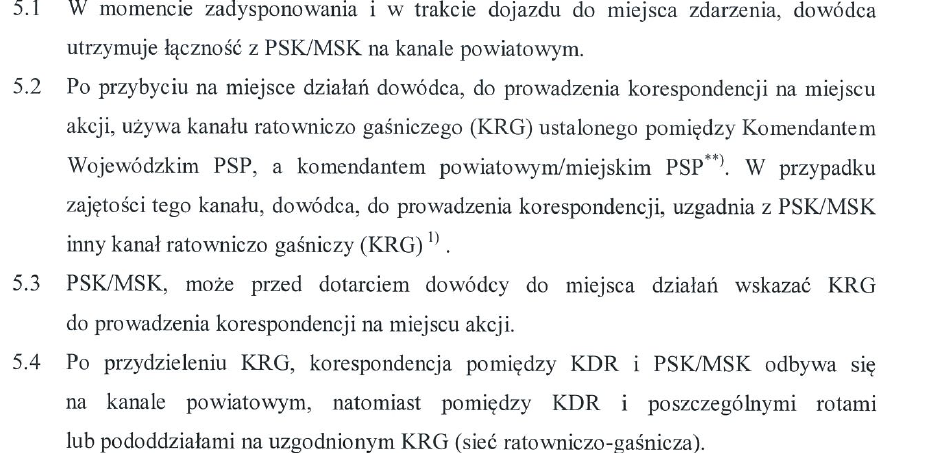 5.1 W momencie zadysponowania i w trakcie dojazdu do miejsca zdarzenia, dowódca
utrzymuje łączność z PSK/MSK na kanale powiatowym.
5.2 Po przybyciu na miejsce działań dowódca, do prowadzenia korespondencji na miejscu
akcji, używa kanału ratowniczo gaśniczego (KRG) ustalonego pomiędzy Komendantem
Wojewódzkim PSP, a komendantem powiatowym/miejskim PSP**). W przypadku
zajętości tego kanału, dowódca, do prowadzenia korespondencji, uzgadnia z PSK/MSK
inny kanał ratowniczo gaśniczy (KRG) 1) .
5.3 PSK/MSK, może przed dotarciem dowódcy do miejsca działań wskazać KRG
do prowadzenia korespondencji na miejscu akcji.
5.4 Po przydzieleniu KRG, korespondencja pomiędzy KDR i PSK/MSK odbywa się
na kanale powiatowym, natomiast pomiędzy KDR i poszczególnymi rotami
lub pododdziałami na uzgodnionym KRG (sieć ratowniczo-gaśnicza).